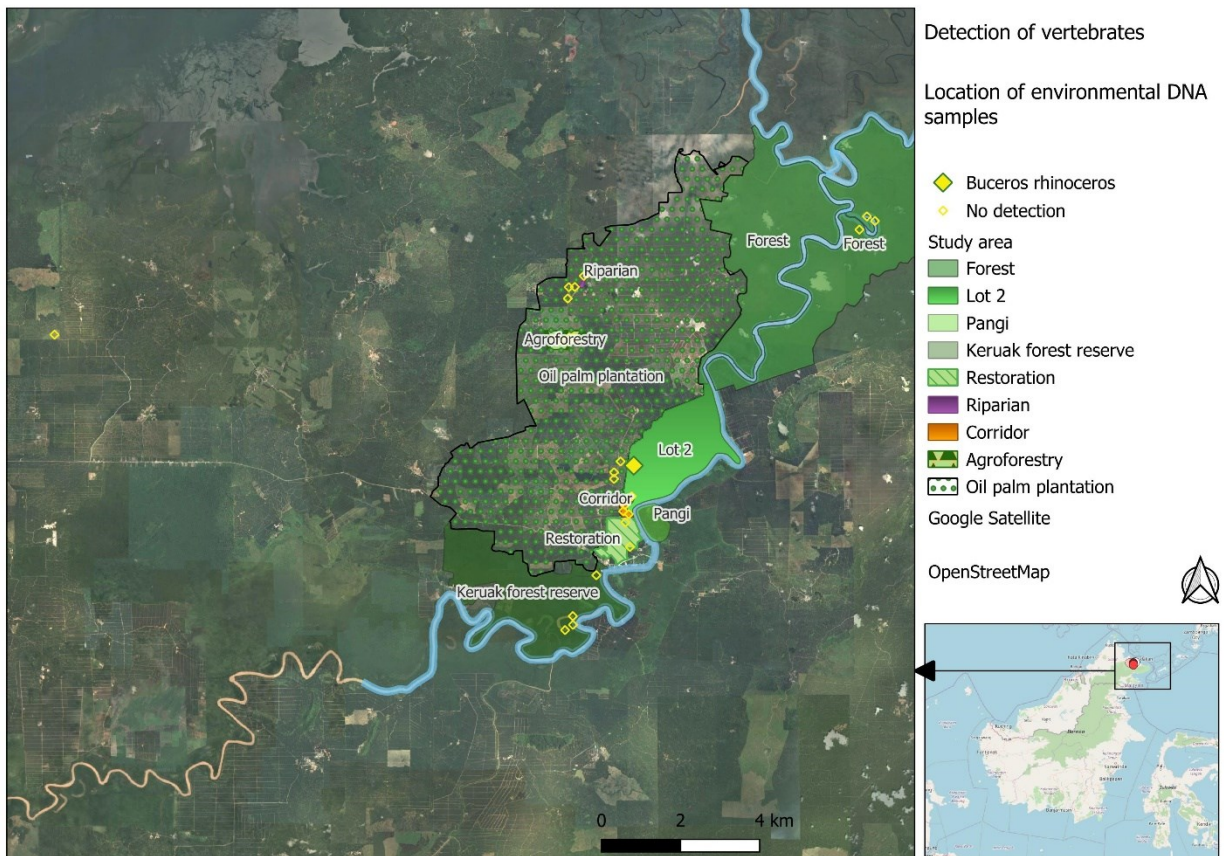 Detection of vertebrates
Location of environmental DNA
samples
Buceros rhinoceros
No detection
Study area
Forest
Lot 2
Pangi
Keruak forest reserve
Restoration
Riparian
Corridor
Agroforestry
Oil palm plantation
Google Satellite
OpenStreetMap
Forest
Forest
Riparian
Agroforestry
Oil palm plantation
Lot 2
Corridor
Pangi
Restoration
Keruak forest reserve
0 2 4 km